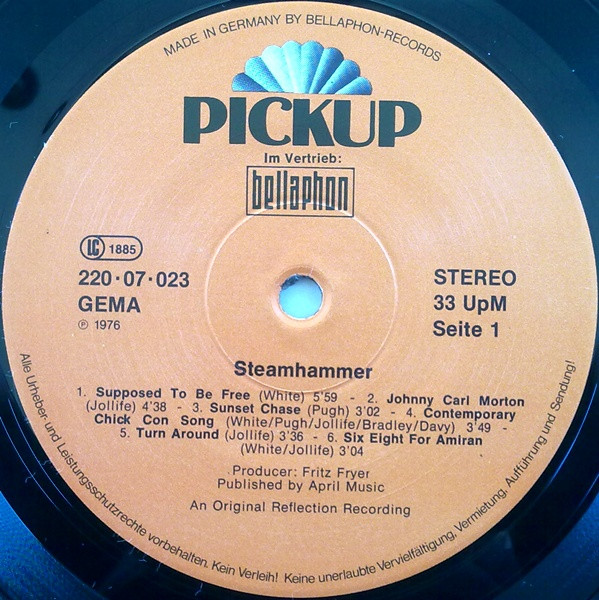 MADE IN GERMANY BY BELLAPHON-RECORDS
PICKUP
Im Vertrieb:
bellaphon
LC 1885
220·07·023
GEMA
℗ 1976
STEREO
33 UpM
Seite 1
Steamhammer
1. Supposed To Be Free (White) 5'59 - 2. Johnny Carl Morton
(Jollife) 4'38 - 3. Sunset Chase (Pugh) 3'02 - 4. Contemporary
Chick Con Song (White/Pugh/Jollife/Bradley/Davy) 3'49 -
5. Turn Around (Jollife) 3'36 - 6. Six Eight For Amiran
(White/Jollife) 3'04
Producer: Fritz Fryer
Published by April Music
An Original Reflection Recording
Alle Urheber- und Leistungsschutzrechte vorbehalten. Kein Verleih! Keine unerlaubte Vervielfältigung, Vermietung, Aufführung und Sendung!